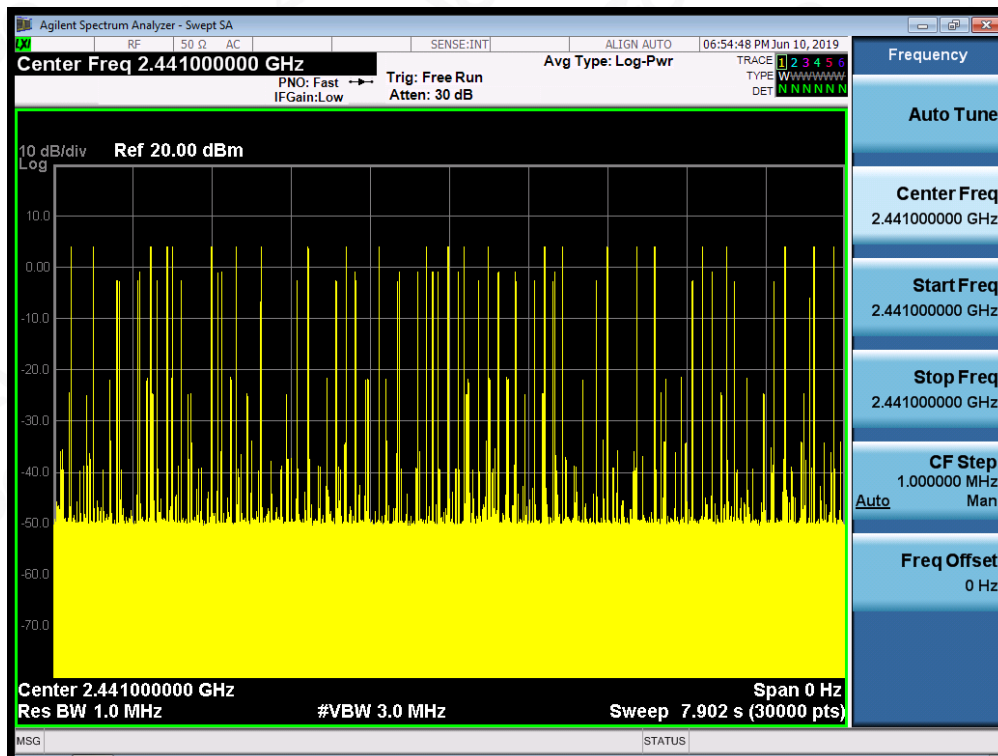 Agilent Spectrum Analyzer - Swept SA
LXI RF 50 Ω AC SENSE:INT ALIGN AUTO 06:54:48 PM Jun 10, 2019
Center Freq 2.441000000 GHz
PNO: Fast
IFGain:Low
Trig: Free Run
Atten: 30 dB
Avg Type: Log-Pwr
TRACE 1 2 3 4 5 6
TYPE WWWWWW
DET N N N N N N
10 dB/div Ref 20.00 dBm
Log
10.0
0.00
-10.0
-20.0
-30.0
-40.0
-50.0
-60.0
-70.0
Center 2.441000000 GHz Span 0 Hz
Res BW 1.0 MHz #VBW 3.0 MHz Sweep 7.902 s (30000 pts)
MSG STATUS
Frequency
Auto Tune
Center Freq
2.441000000 GHz
Start Freq
2.441000000 GHz
Stop Freq
2.441000000 GHz
CF Step
1.000000 MHz
Auto Man
Freq Offset
0 Hz